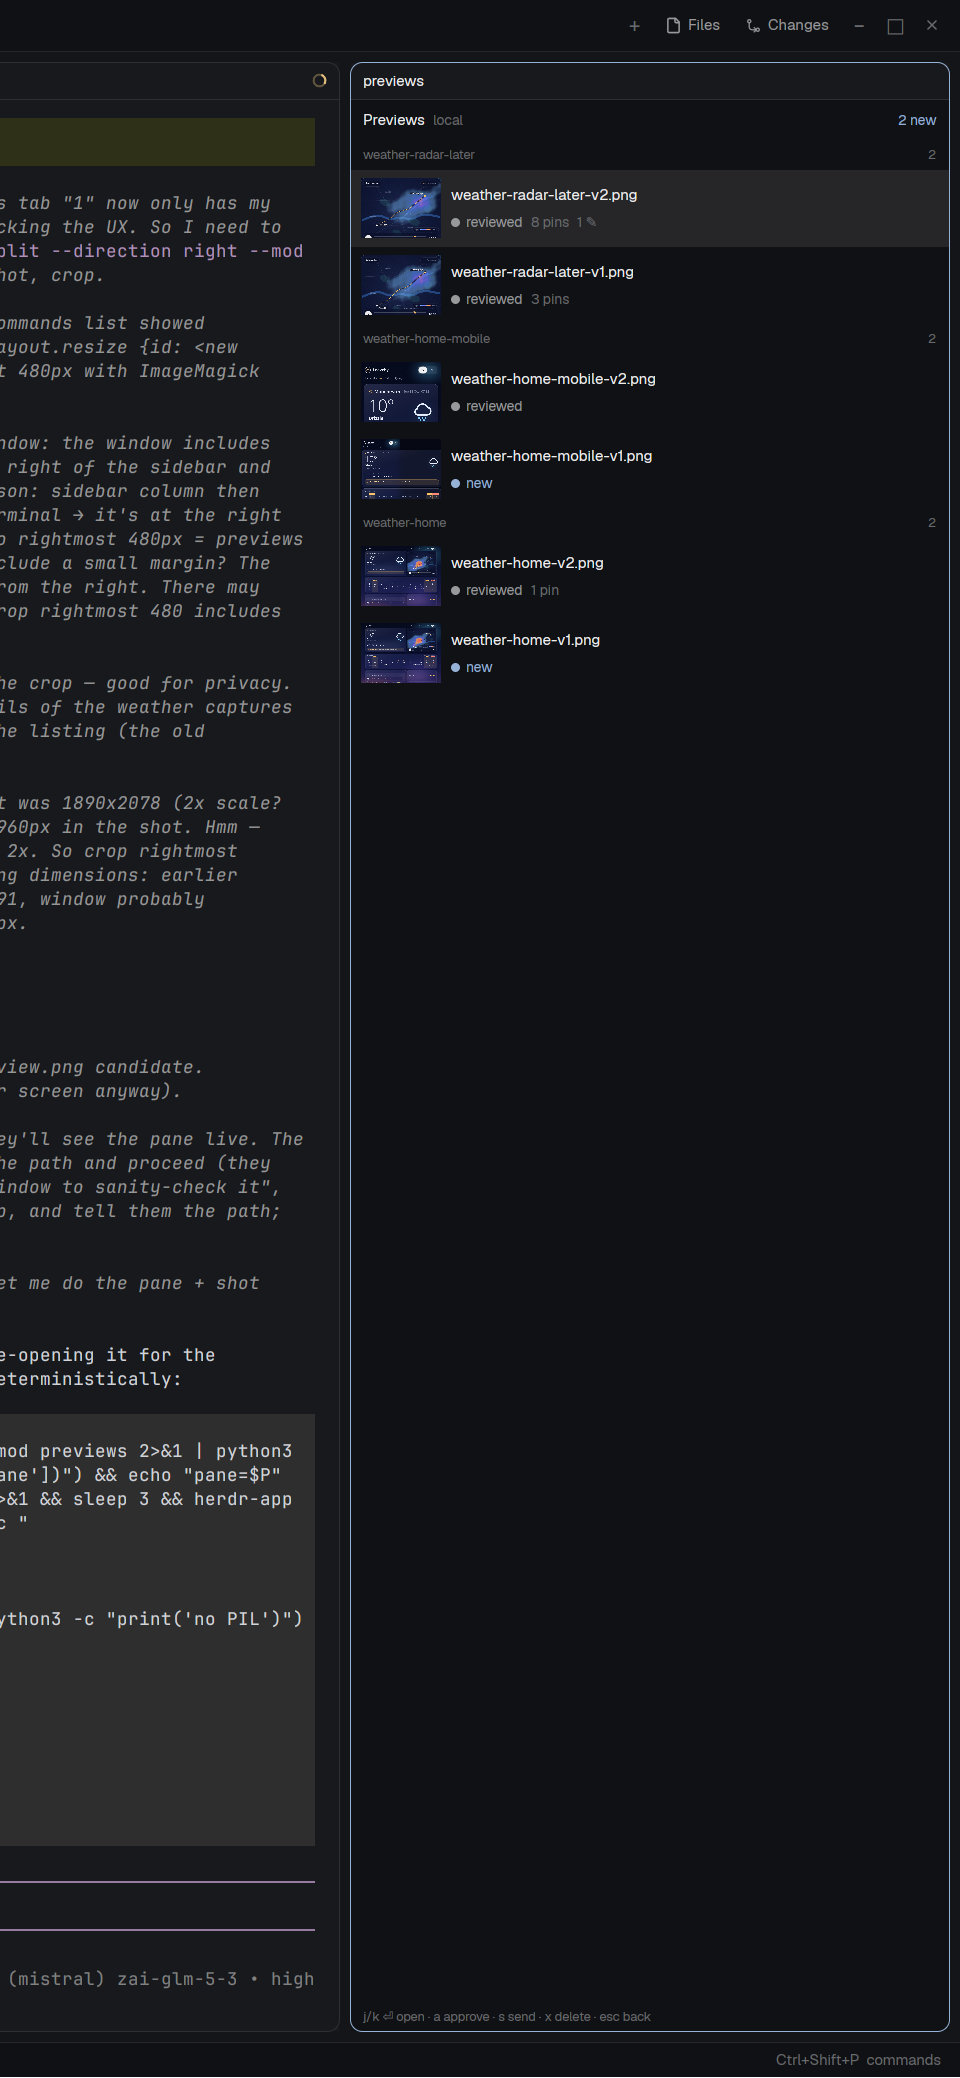 + Files Changes
s tab "1" now only has my
cking the UX. So I need to
plit --direction right --mod
hot, crop.
ommands list showed
ayout.resize {id: <new
t 480px with ImageMagick
ndow: the window includes
right of the sidebar and
son: sidebar column then
rminal → it's at the right
o rightmost 480px = previews
clude a small margin? The
rom the right. There may
rop rightmost 480 includes
he crop — good for privacy.
ils of the weather captures
he listing (the old
t was 1890x2078 (2x scale?
960px in the shot. Hmm —
2x. So crop rightmost
ng dimensions: earlier
91, window probably
px.
view.png candidate.
r screen anyway).
ey'll see the pane live. The
he path and proceed (they
indow to sanity-check it",
p, and tell them the path;
et me do the pane + shot
e-opening it for the
eterministically:
mod previews 2>&1 | python3
ane'])")  && echo "pane=$P"
>&1 && sleep 3 && herdr-app
c "
ython3 -c "print('no PIL')")
(mistral) zai-glm-5-3 • high
previews
Previews local 2 new
weather-radar-later 2
weather-radar-later-v2.png
reviewed 8 pins 1 ✎
weather-radar-later-v1.png
reviewed 3 pins
weather-home-mobile 2
10°
weather-home-mobile-v2.png
reviewed
weather-home-mobile-v1.png
new
weather-home 2
weather-home-v2.png
reviewed 1 pin
weather-home-v1.png
new
j/k ⏎ open · a approve · s send · x delete · esc back
Ctrl+Shift+P commands